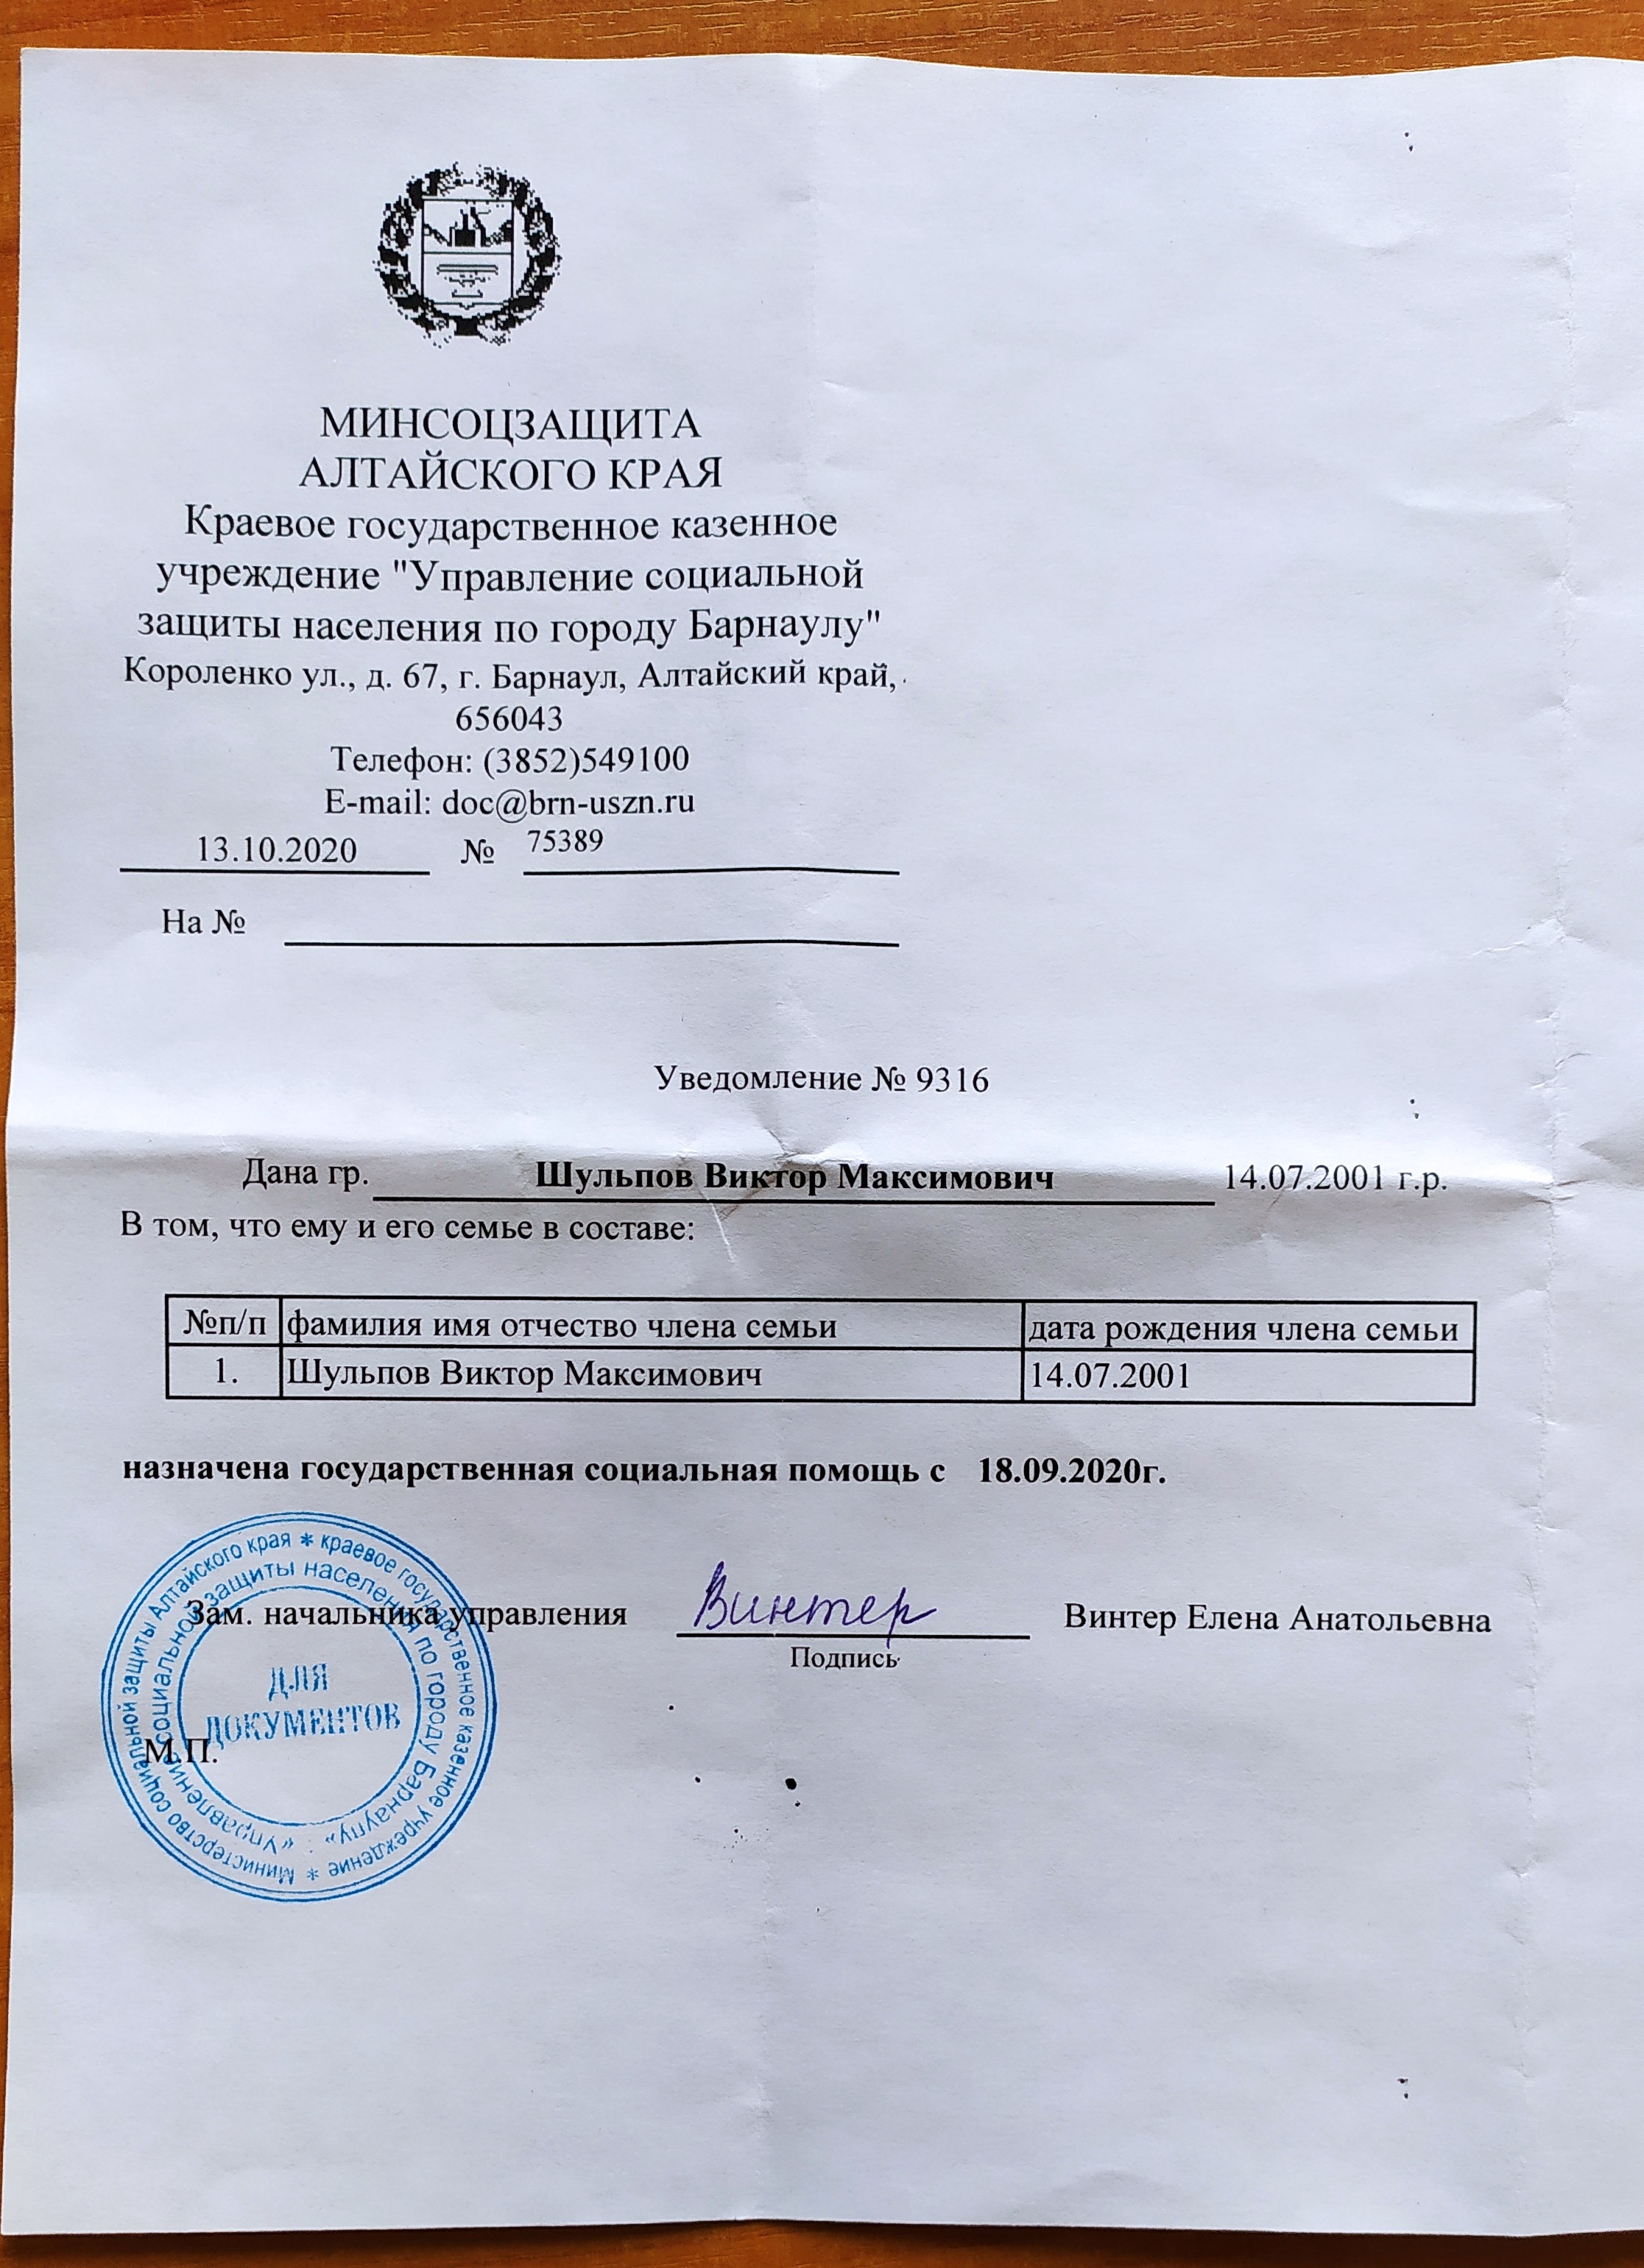 МИНСОЦЗАЩИТА
АЛТАЙСКОГО КРАЯ
Краевое государственное казенное
учреждение "Управление социальной
защиты населения по городу Барнаулу"
Короленко ул., д. 67, г. Барнаул, Алтайский край,
656043
Телефон: (3852)549100
E-mail: doc@brn-uszn.ru
13.10.2020 № 75389
На №
Уведомление № 9316
Дана гр. Шульпов Виктор Максимович 14.07.2001 г.р.
В том, что ему и его семье в составе:
№п/п фамилия имя отчество члена семьи дата рождения члена семьи
1. Шульпов Виктор Максимович 14.07.2001
назначена государственная социальная помощь с 18.09.2020г.
Зам. начальника управления Винтер Винтер Елена Анатольевна
Подпись
М.П.
Министерство социальной защиты Алтайского края * краевое государственное казенное учреждение *
«Управление социальной защиты населения по городу Барнаулу»
ДЛЯ
ДОКУМЕНТОВ